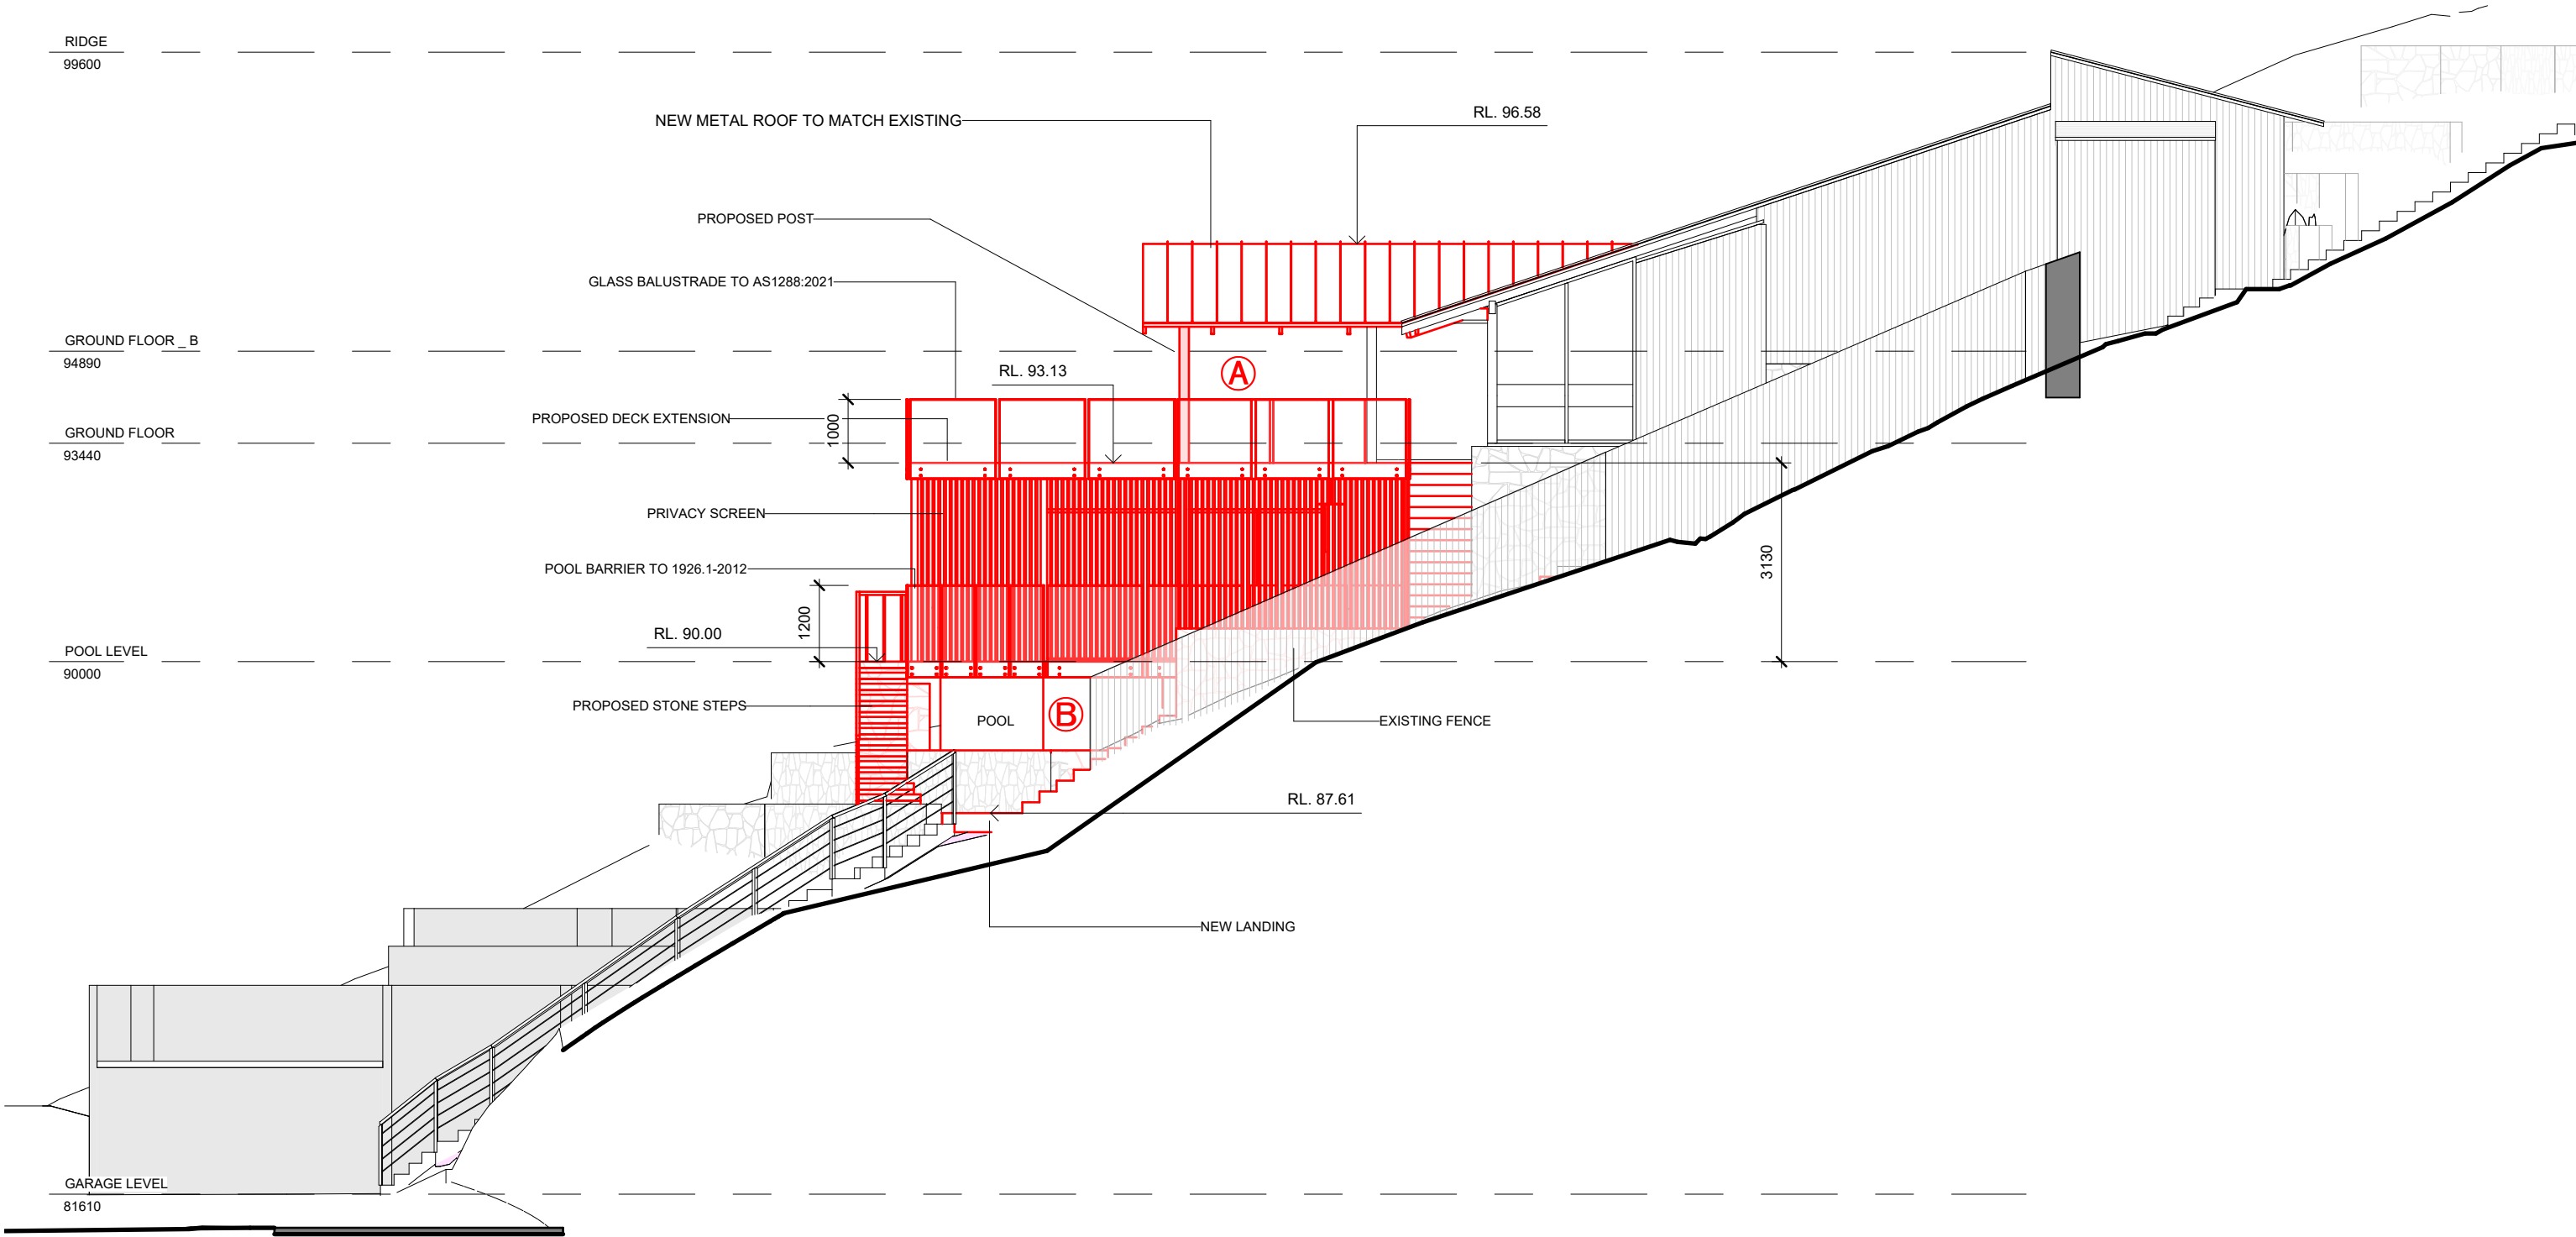 RIDGE
99600
NEW METAL ROOF TO MATCH EXISTING
RL. 96.58
PROPOSED POST
GLASS BALUSTRADE TO AS1288:2021
GROUND FLOOR _ B
94890
RL. 93.13
A
PROPOSED DECK EXTENSION
1000
GROUND FLOOR
93440
PRIVACY SCREEN
POOL BARRIER TO 1926.1-2012
3130
1200
RL. 90.00
POOL LEVEL
90000
PROPOSED STONE STEPS
POOL
B
EXISTING FENCE
RL. 87.61
NEW LANDING
GARAGE LEVEL
81610